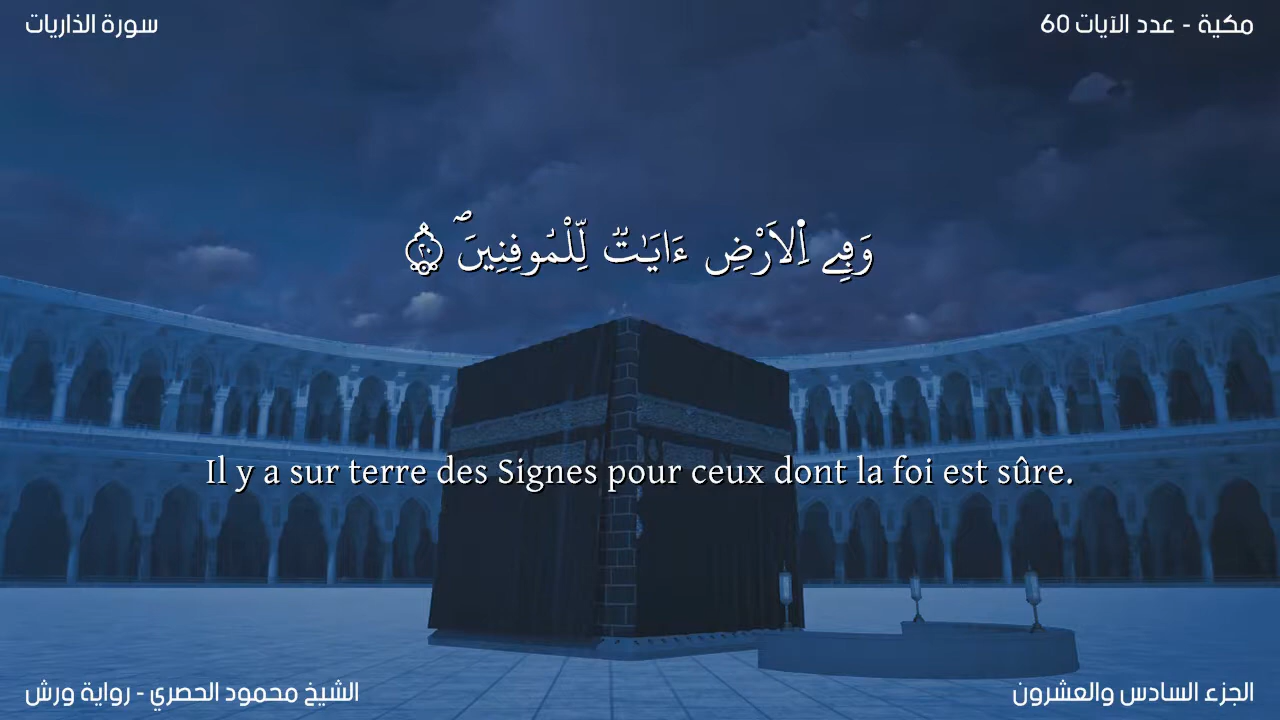 مكية - عدد الآيات 60
سورة الذاريات
وَفِے اِ۬لَارْضِ ءَايَٰتٞ لِّلْمُوقِنِينَۖ ۝٢٠
Il y a sur terre des Signes pour ceux dont la foi est sûre.
الجزء السادس والعشرون
الشيخ محمود الحصري - رواية ورش